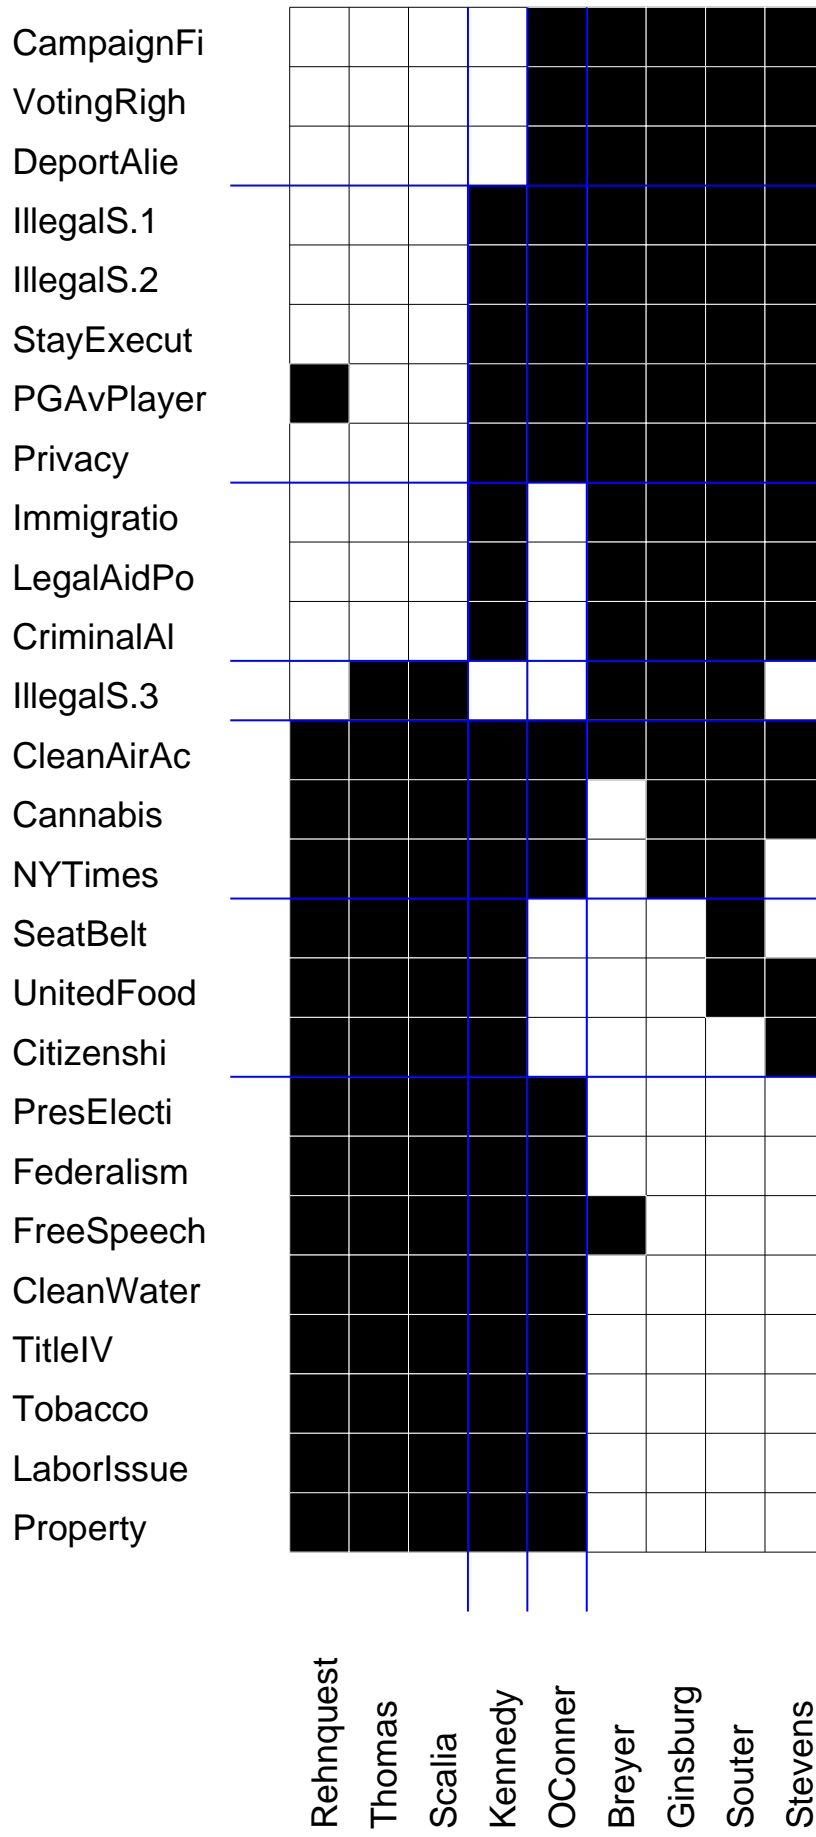 CampaignFi
VotingRigh
DeportAlie
IllegalS.1
IllegalS.2
StayExecut
PGAvPlayer
Privacy
Immigratio
LegalAidPo
CriminalAl
IllegalS.3
CleanAirAc
Cannabis
NYTimes
SeatBelt
UnitedFood
Citizenshi
PresElecti
Federalism
FreeSpeech
CleanWater
TitleIV
Tobacco
LaborIssue
Property
Rehnquest
Thomas
Scalia
Kennedy
OConner
Breyer
Ginsburg
Souter
Stevens